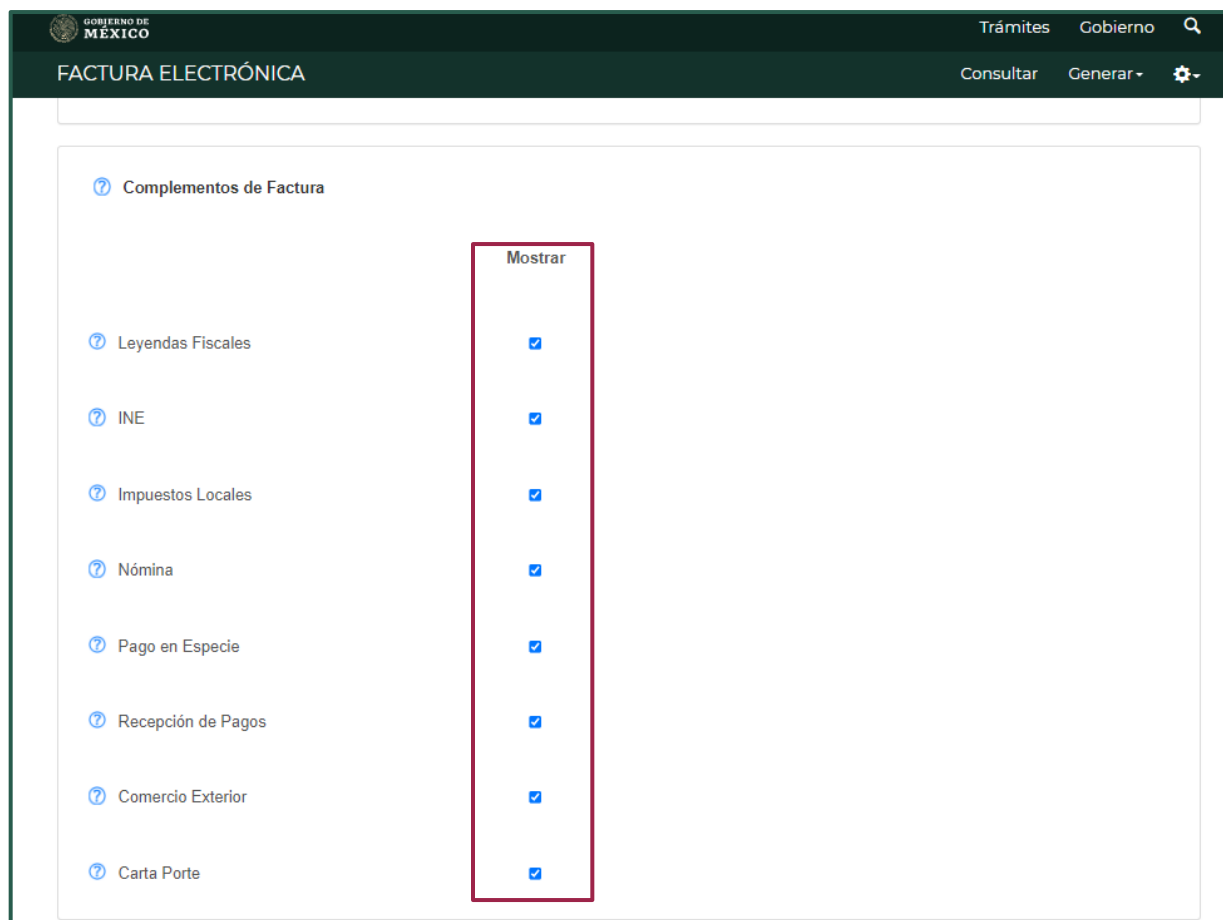 GOBIERNO DE
MÉXICO
Trámites Gobierno
FACTURA ELECTRÓNICA
Consultar Generar
Complementos de Factura
Mostrar
Leyendas Fiscales
INE
Impuestos Locales
Nómina
Pago en Especie
Recepción de Pagos
Comercio Exterior
Carta Porte